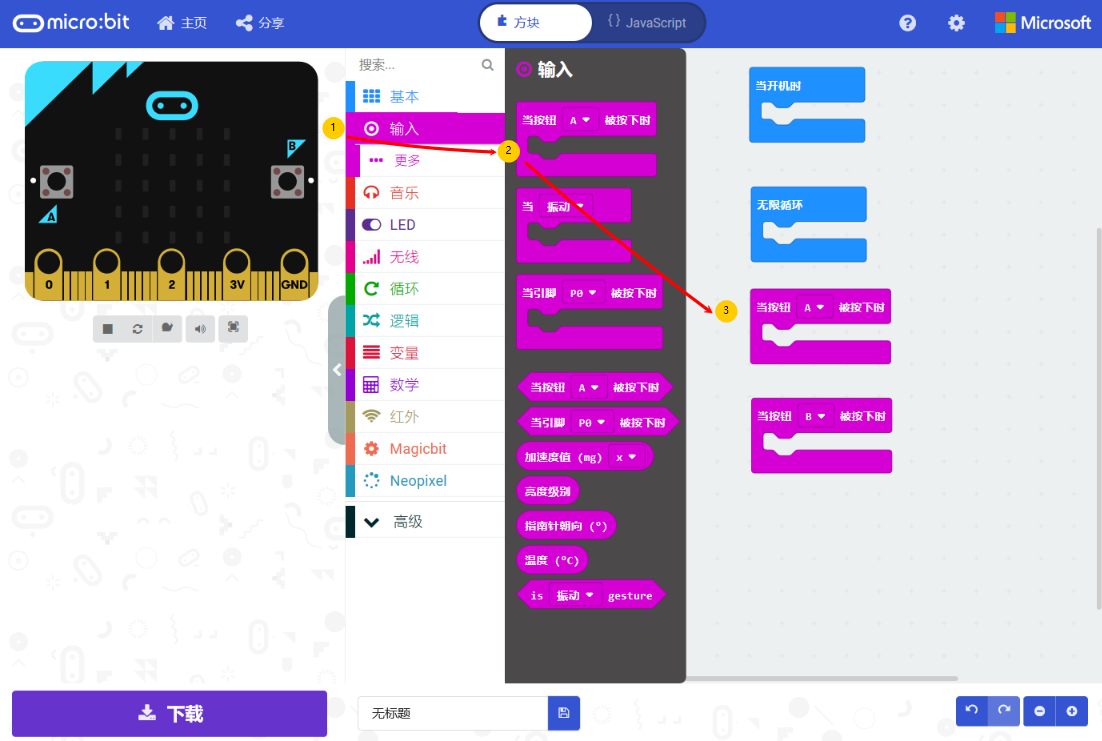 micro:bit 主页 分享 方块 {} JavaScript ? Microsoft
B
A
0 1 2 3V GND
搜索...
基本
输入
更多
音乐
LED
无线
循环
逻辑
变量
数学
红外
Magicbit
Neopixel
高级
1
2
3
输入
当按钮 A 被按下时
当 振动
当引脚 P0 被按下时
当按钮 A 被按下时
当引脚 P0 被按下时
加速度值 (mg) x
亮度级别
指南针朝向 (°)
温度 (°C)
is 振动 gesture
当开机时
无限循环
当按钮 A 被按下时
当按钮 B 被按下时
下载
无标题